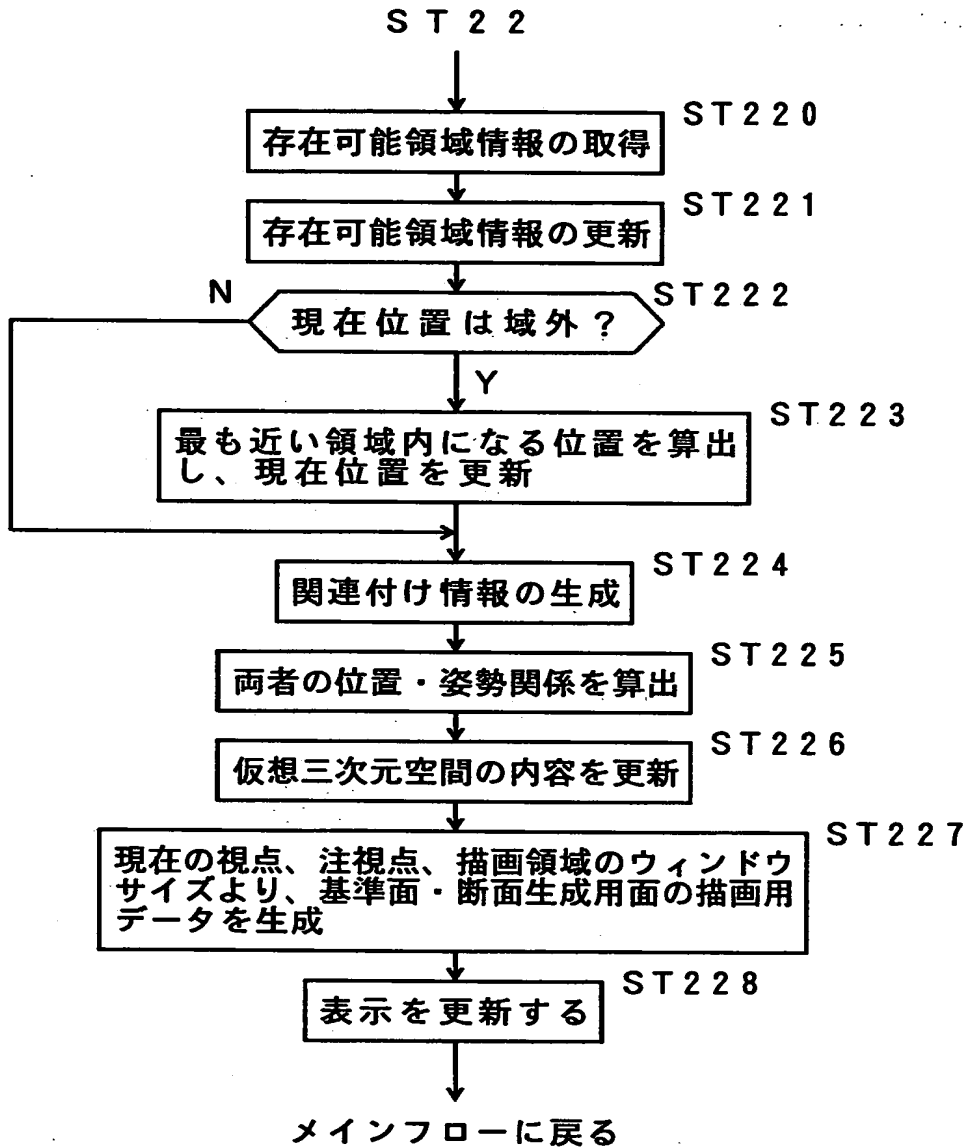 ST22
ST220
存在可能領域情報の取得
ST221
存在可能領域情報の更新
N
ST222
現在位置は域外？
Y
ST223
最も近い領域内になる位置を算出
し、現在位置を更新
ST224
関連付け情報の生成
ST225
両者の位置・姿勢関係を算出
ST226
仮想三次元空間の内容を更新
ST227
現在の視点、注視点、描画領域のウィンドウ
サイズより、基準面・断面生成用面の描画用
データを生成
ST228
表示を更新する
メインフローに戻る